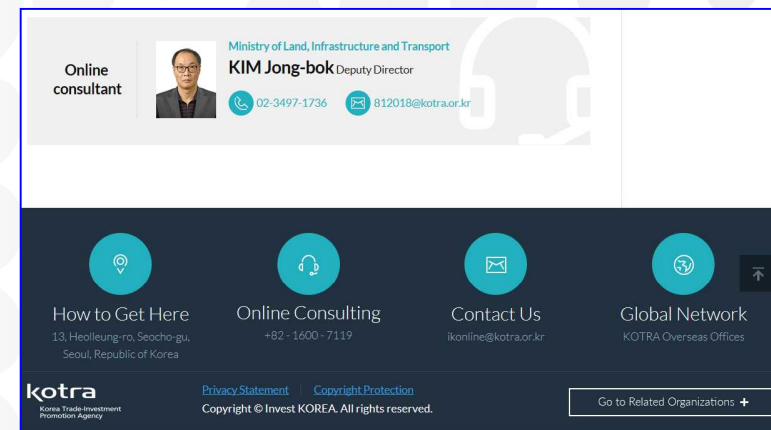 Online
consultant
Ministry of Land, Infrastructure and Transport
KIM Jong-bok Deputy Director
02-3497-1736 812018@kotra.or.kr
How to Get Here
13, Heolleung-ro, Seocho-gu,
Seoul, Republic of Korea
Online Consulting
+82 - 1600 - 7119
Contact Us
ikonline@kotra.or.kr
Global Network
KOTRA Overseas Offices
kotra
Korea Trade-Investment
Promotion Agency
Privacy Statement Copyright Protection
Copyright © Invest KOREA. All rights reserved.
Go to Related Organizations +